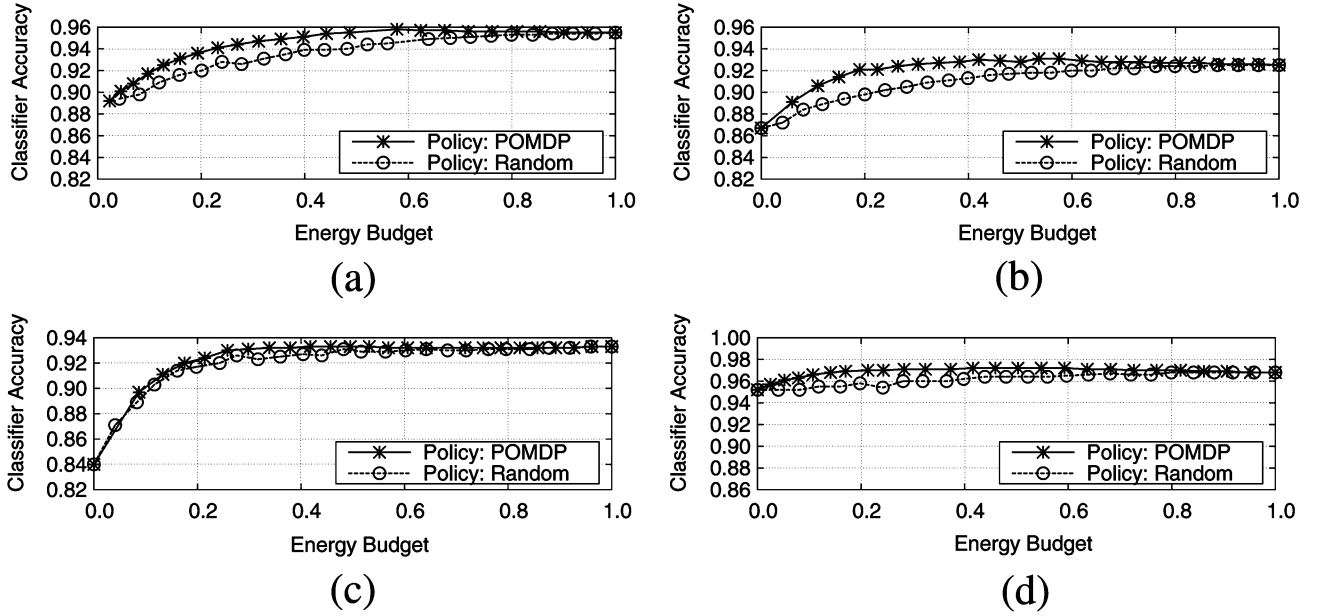 0.96
0.94
0.92
0.90
0.88
0.86
0.84
0.82
Classifier Accuracy
Policy: POMDP
Policy: Random
0.0 0.2 0.4 0.6 0.8 1.0
Energy Budget
(a)
0.96
0.94
0.92
0.90
0.88
0.86
0.84
0.82
Classifier Accuracy
Policy: POMDP
Policy: Random
0.0 0.2 0.4 0.6 0.8 1.0
Energy Budget
(b)
0.94
0.92
0.90
0.88
0.86
0.84
0.82
Classifier Accuracy
Policy: POMDP
Policy: Random
0.0 0.2 0.4 0.6 0.8 1.0
Energy Budget
(c)
1.00
0.98
0.96
0.94
0.92
0.90
0.88
0.86
Classifier Accuracy
Policy: POMDP
Policy: Random
0.0 0.2 0.4 0.6 0.8 1.0
Energy Budget
(d)